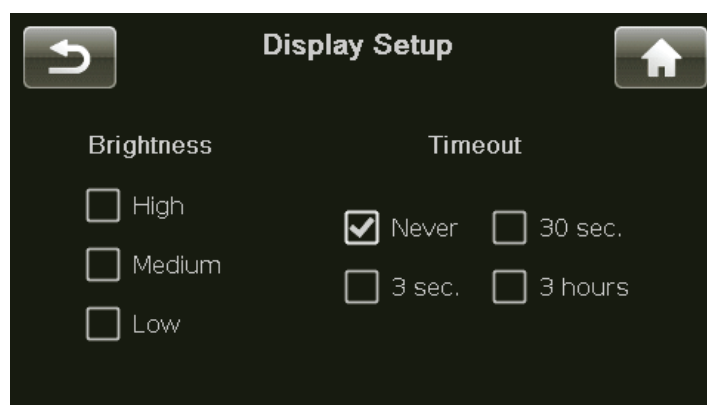 Display Setup
Brightness
High
Medium
Low
Timeout
Never
30 sec.
3 sec.
3 hours